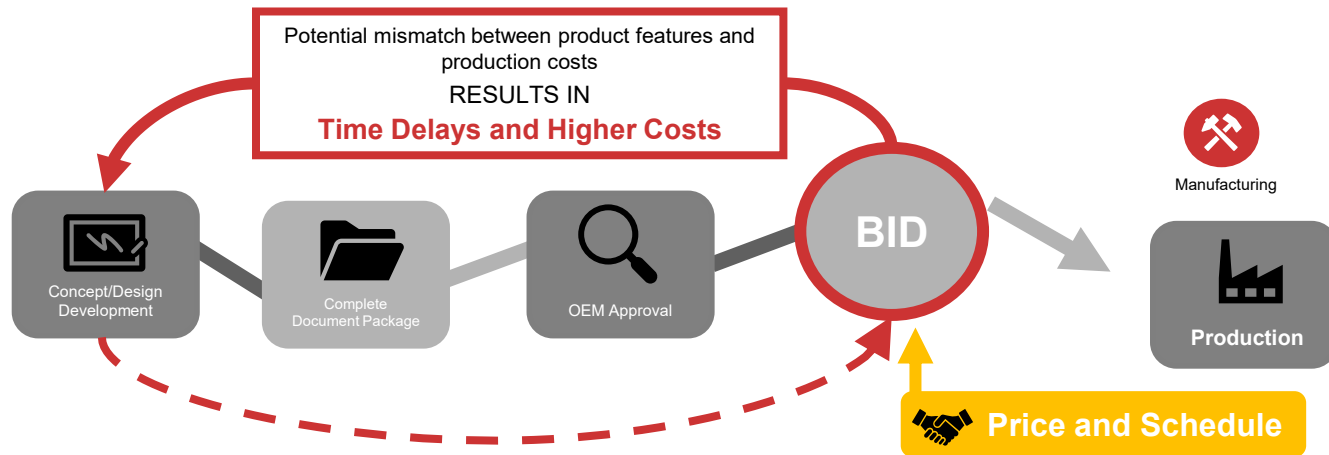 Potential mismatch between product features and
production costs
RESULTS IN
Time Delays and Higher Costs
Manufacturing
Concept/Design
Development
Complete
Document Package
OEM Approval
BID
Production
Price and Schedule